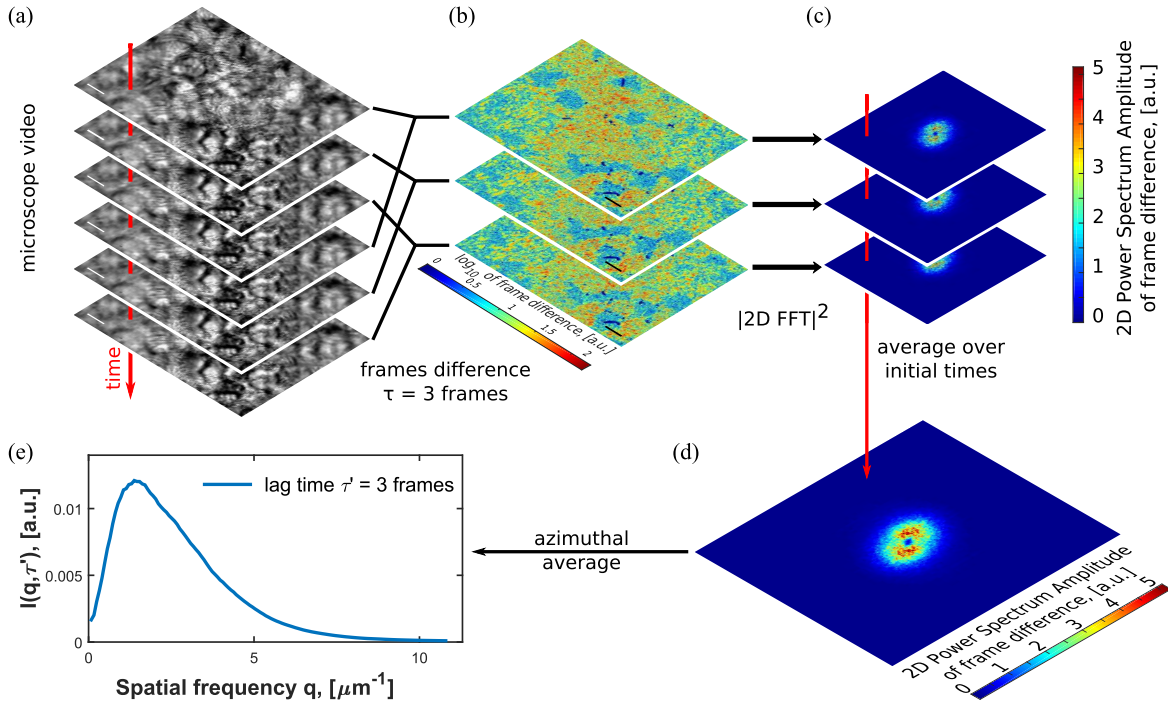 (a)
microscope video
time
(b)
log10
of frame difference, [a.u.]
0
0.5
1
1.5
2
frames difference
τ = 3 frames
|2D FFT|²
(c)
5
4
3
2
1
0
2D Power Spectrum Amplitude
of frame difference, [a.u.]
average over
initial times
(d)
2D Power Spectrum Amplitude
of frame difference, [a.u.]
0
1
2
3
4
5
azimuthal
average
(e)
lag time τ' = 3 frames
I(q,τ'), [a.u.]
0.01
0.005
0
0
5
10
Spatial frequency q, [μm⁻¹]